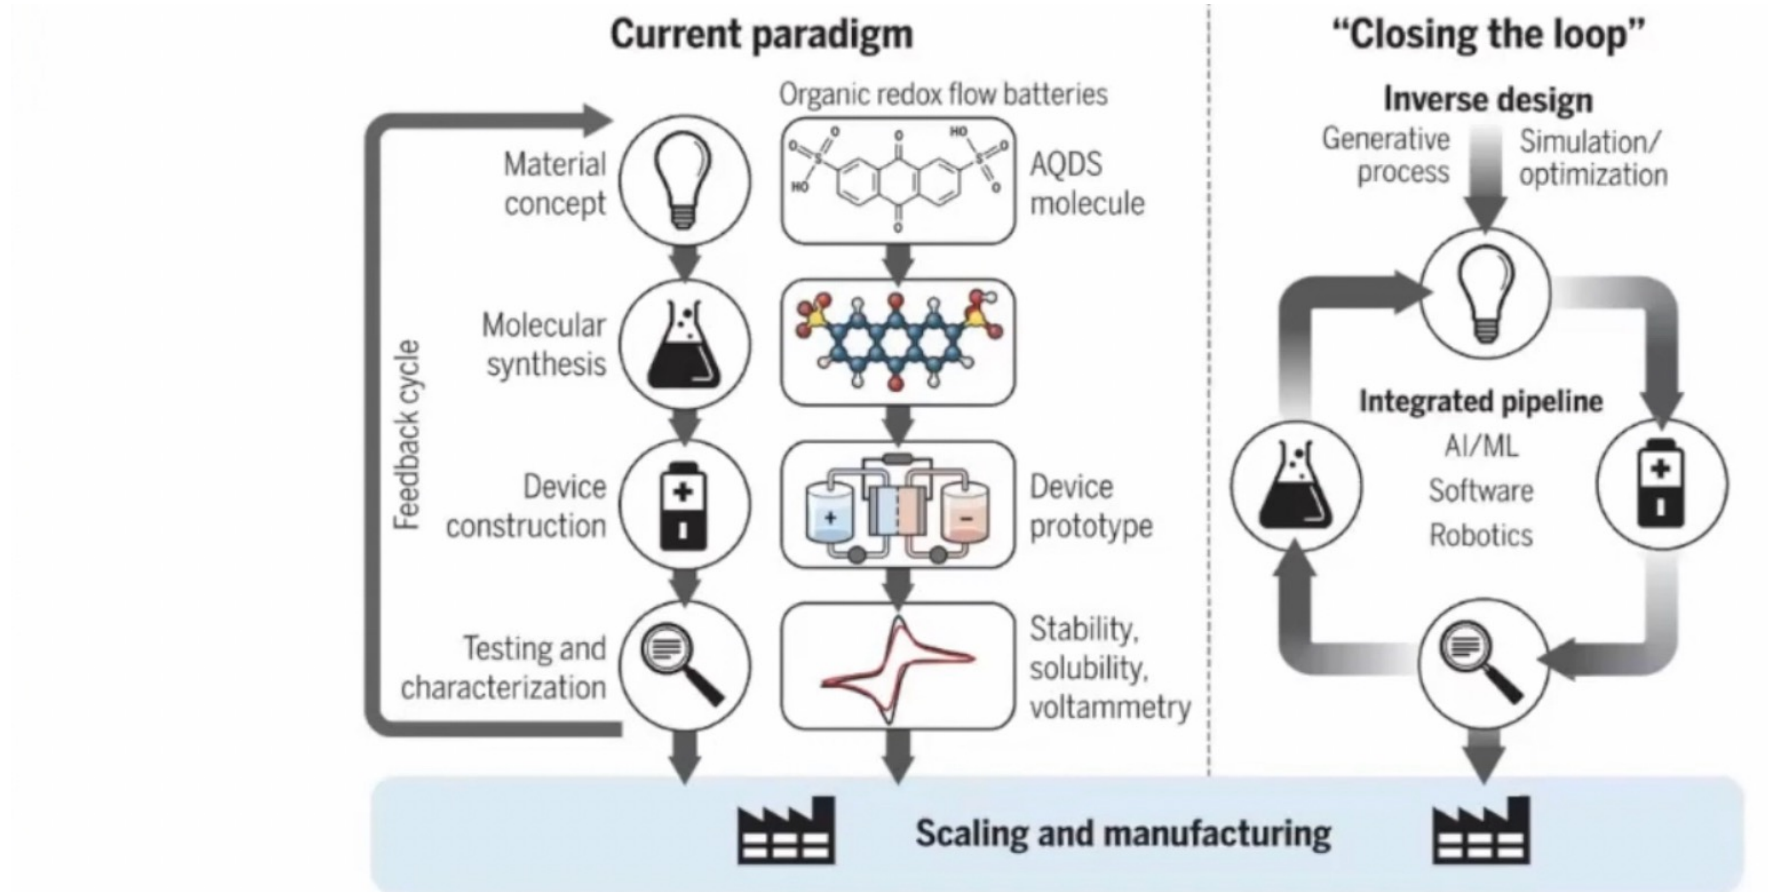 Current paradigm
Organic redox flow batteries
Feedback cycle
Material
concept
O
O
S
HO
O
O
HO
S
O
O
AQDS
molecule
Molecular
synthesis
Device
construction
+
-
Device
prototype
Testing and
characterization
Stability,
solubility,
voltammetry
"Closing the loop"
Inverse design
Generative
process
Simulation/
optimization
Integrated pipeline
AI/ML
Software
Robotics
Scaling and manufacturing